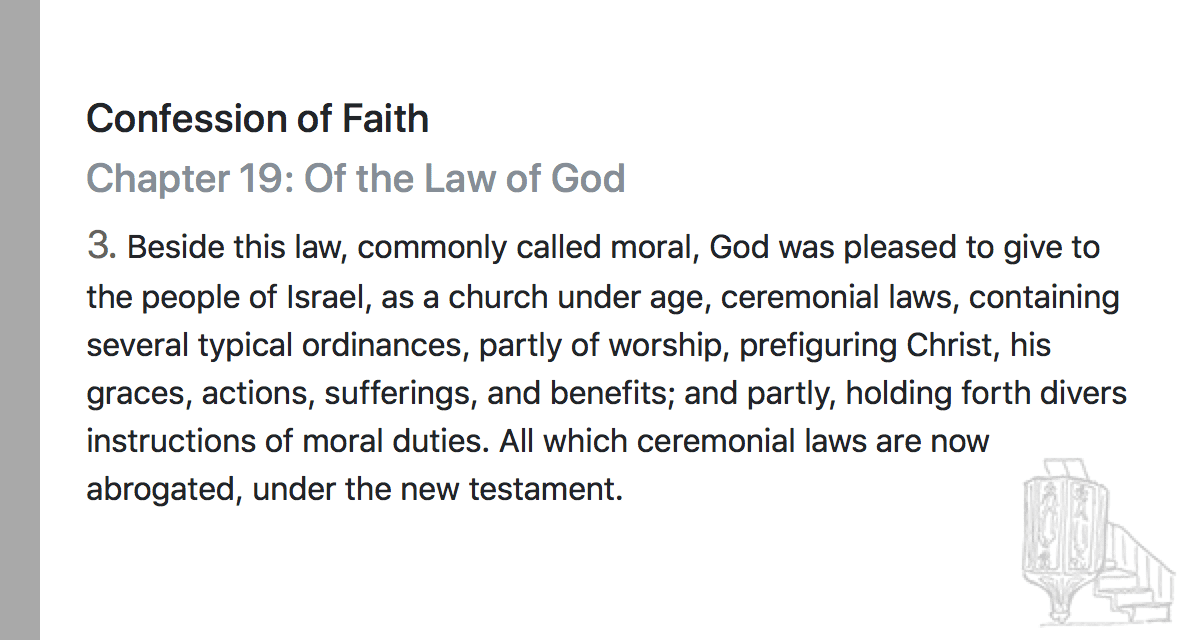 Confession of Faith
Chapter 19: Of the Law of God
3. Beside this law, commonly called moral, God was pleased to give to
the people of Israel, as a church under age, ceremonial laws, containing
several typical ordinances, partly of worship, prefiguring Christ, his
graces, actions, sufferings, and benefits; and partly, holding forth divers
instructions of moral duties. All which ceremonial laws are now
abrogated, under the new testament.